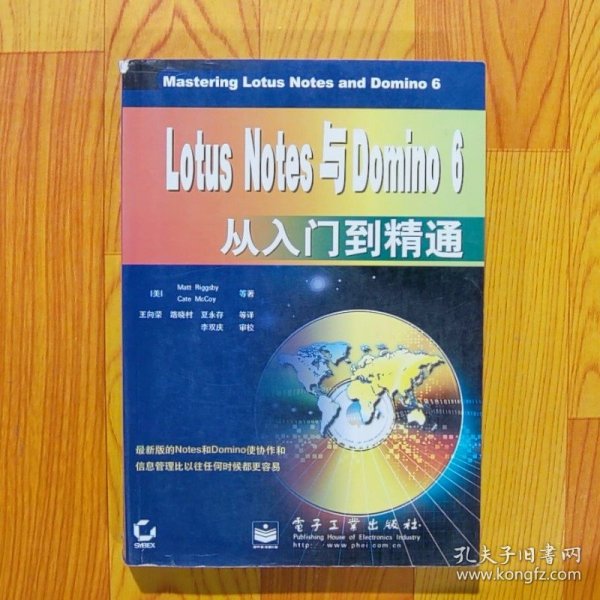 Mastering Lotus Notes and Domino 6
Lotus Notes与Domino 6
从入门到精通
[美] Matt Riggsby
Cate McCoy 等著
王向荣 路晓村 夏永存 等译
李双庆 审校
最新版的Notes和Domino使协作和
信息管理比以往任何时候都更容易
SYBEX
電子工業出版社
Publishing House of Electronics Industry
http://www.phei.com.cn
孔夫子旧书网
www.kongfz.com